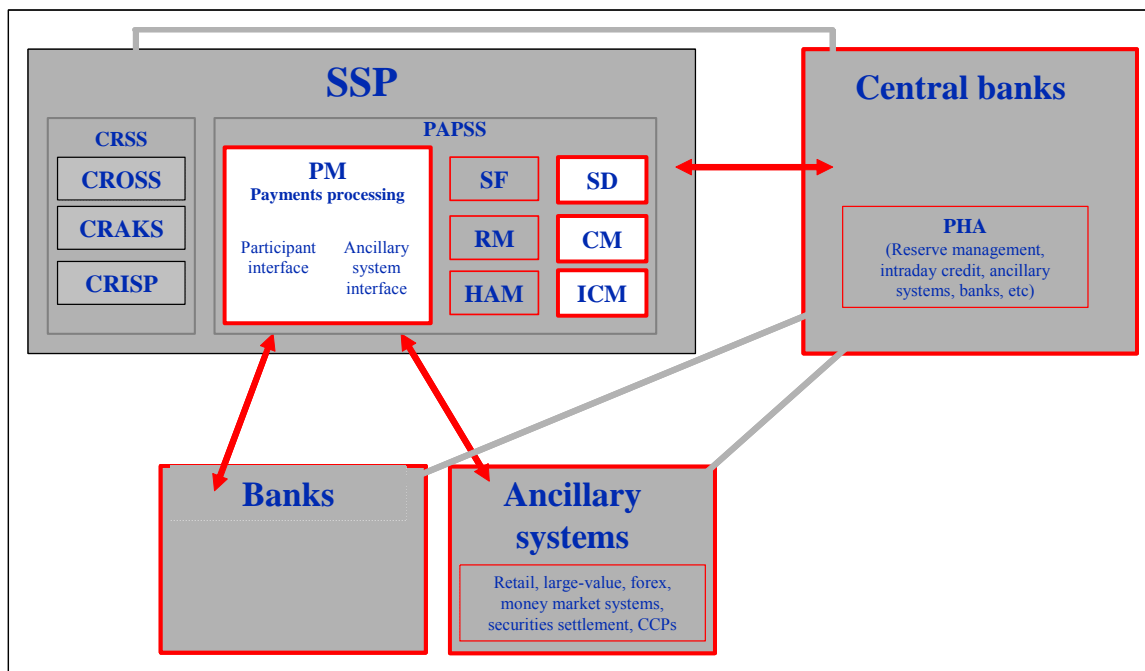 SSP
CRSS
CROSS
CRAKS
CRISP
PAPSS
PM
Payments processing
Participant
interface
Ancillary
system
interface
SF
SD
RM
CM
HAM
ICM
Central banks
PHA
(Reserve management,
intraday credit, ancillary
systems, banks, etc)
Banks
Ancillary
systems
Retail, large-value, forex,
money market systems,
securities settlement, CCPs